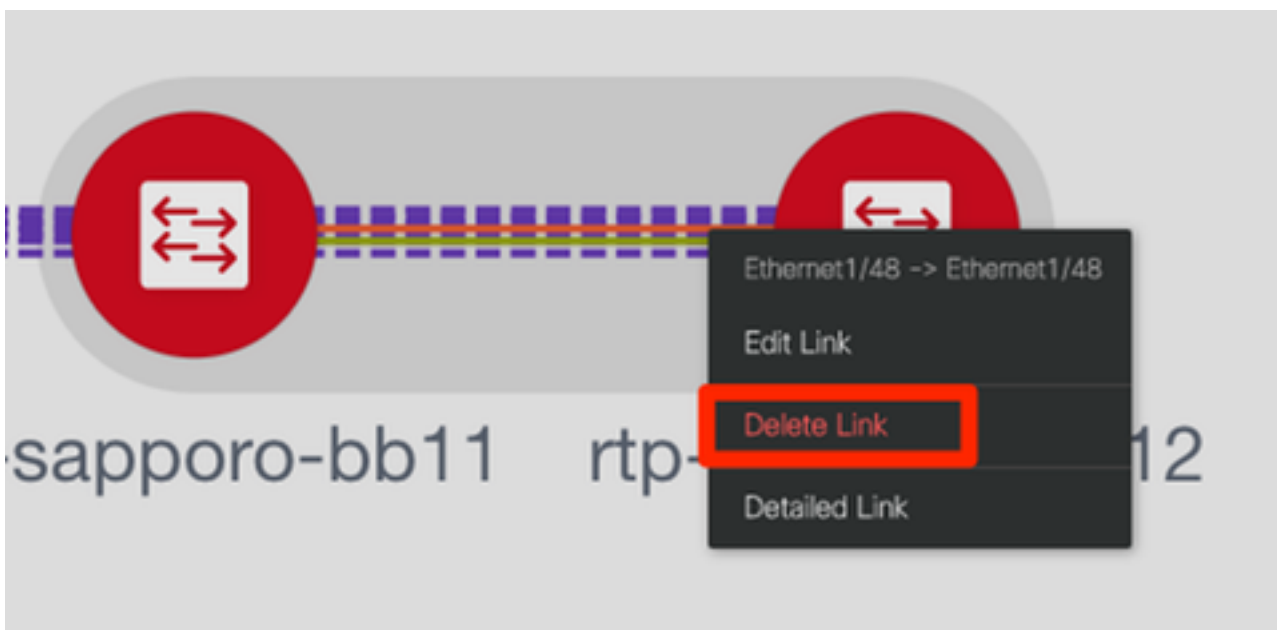 Ethernet1/48 -> Ethernet1/48
Edit Link
Delete Link
-sapporo-bb11 rtp- 12
Detailed Link